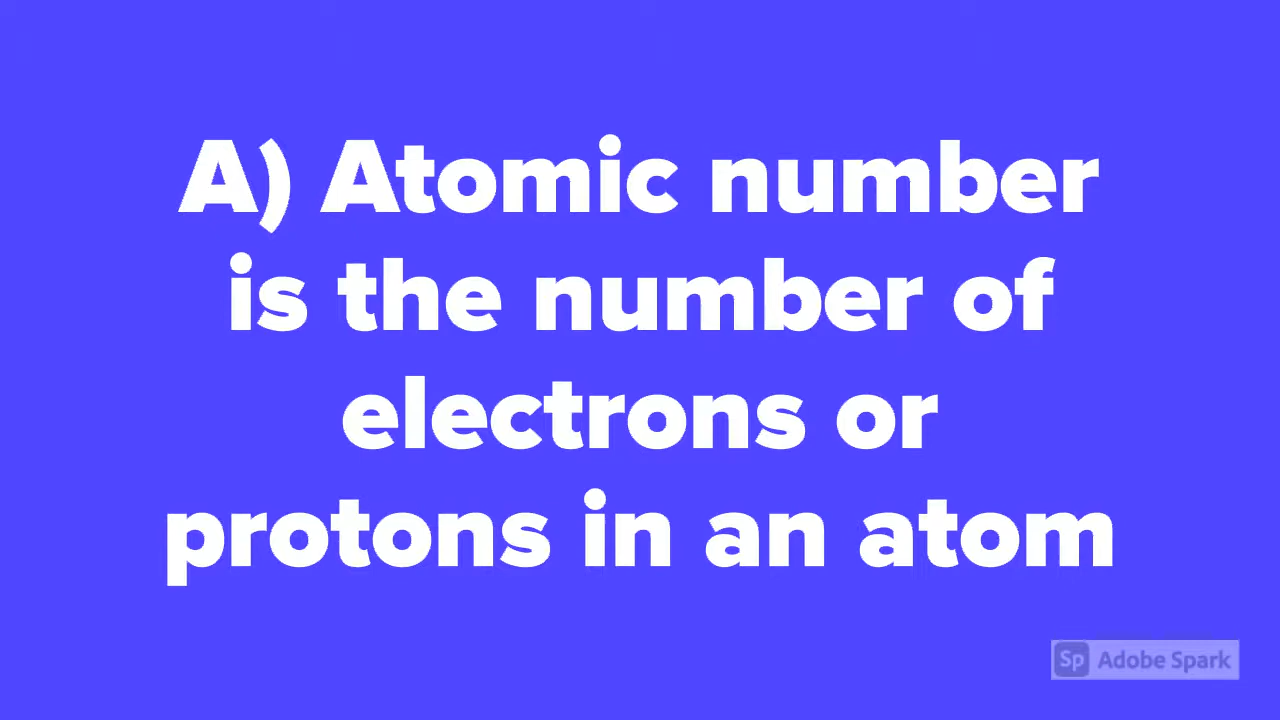 A) Atomic number
is the number of
electrons or
protons in an atom
Sp Adobe Spark